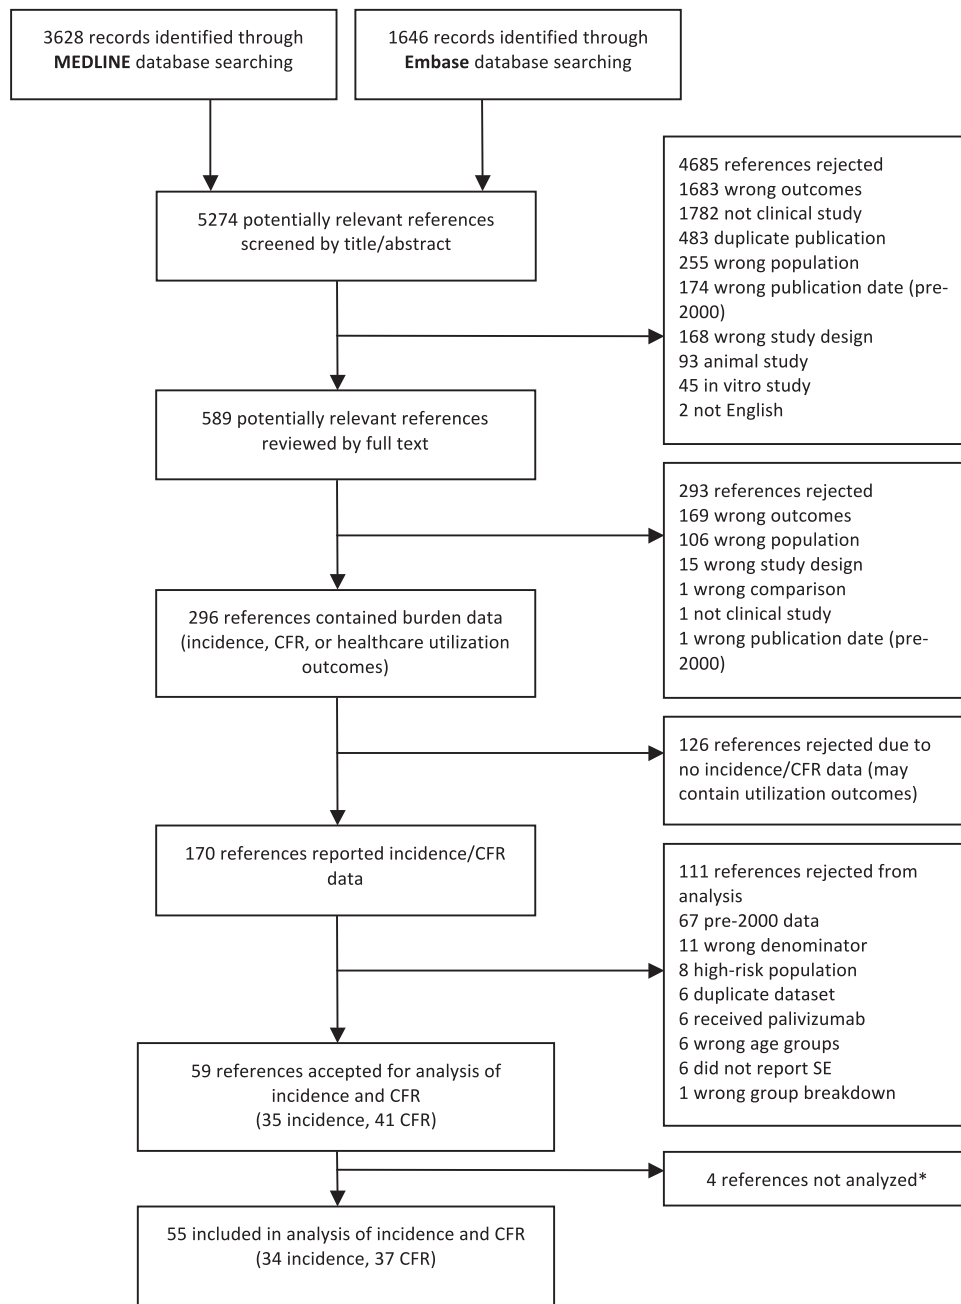 3628 records identified through
MEDLINE database searching
1646 records identified through
Embase database searching
5274 potentially relevant references
screened by title/abstract
4685 references rejected
1683 wrong outcomes
1782 not clinical study
483 duplicate publication
255 wrong population
174 wrong publication date (pre-
2000)
168 wrong study design
93 animal study
45 in vitro study
2 not English
589 potentially relevant references
reviewed by full text
293 references rejected
169 wrong outcomes
106 wrong population
15 wrong study design
1 wrong comparison
1 not clinical study
1 wrong publication date (pre-
2000)
296 references contained burden data
(incidence, CFR, or healthcare utilization
outcomes)
126 references rejected due to
no incidence/CFR data (may
contain utilization outcomes)
170 references reported incidence/CFR
data
111 references rejected from
analysis
67 pre-2000 data
11 wrong denominator
8 high-risk population
6 duplicate dataset
6 received palivizumab
6 wrong age groups
6 did not report SE
1 wrong group breakdown
59 references accepted for analysis of
incidence and CFR
(35 incidence, 41 CFR)
4 references not analyzed*
55 included in analysis of incidence and CFR
(34 incidence, 37 CFR)